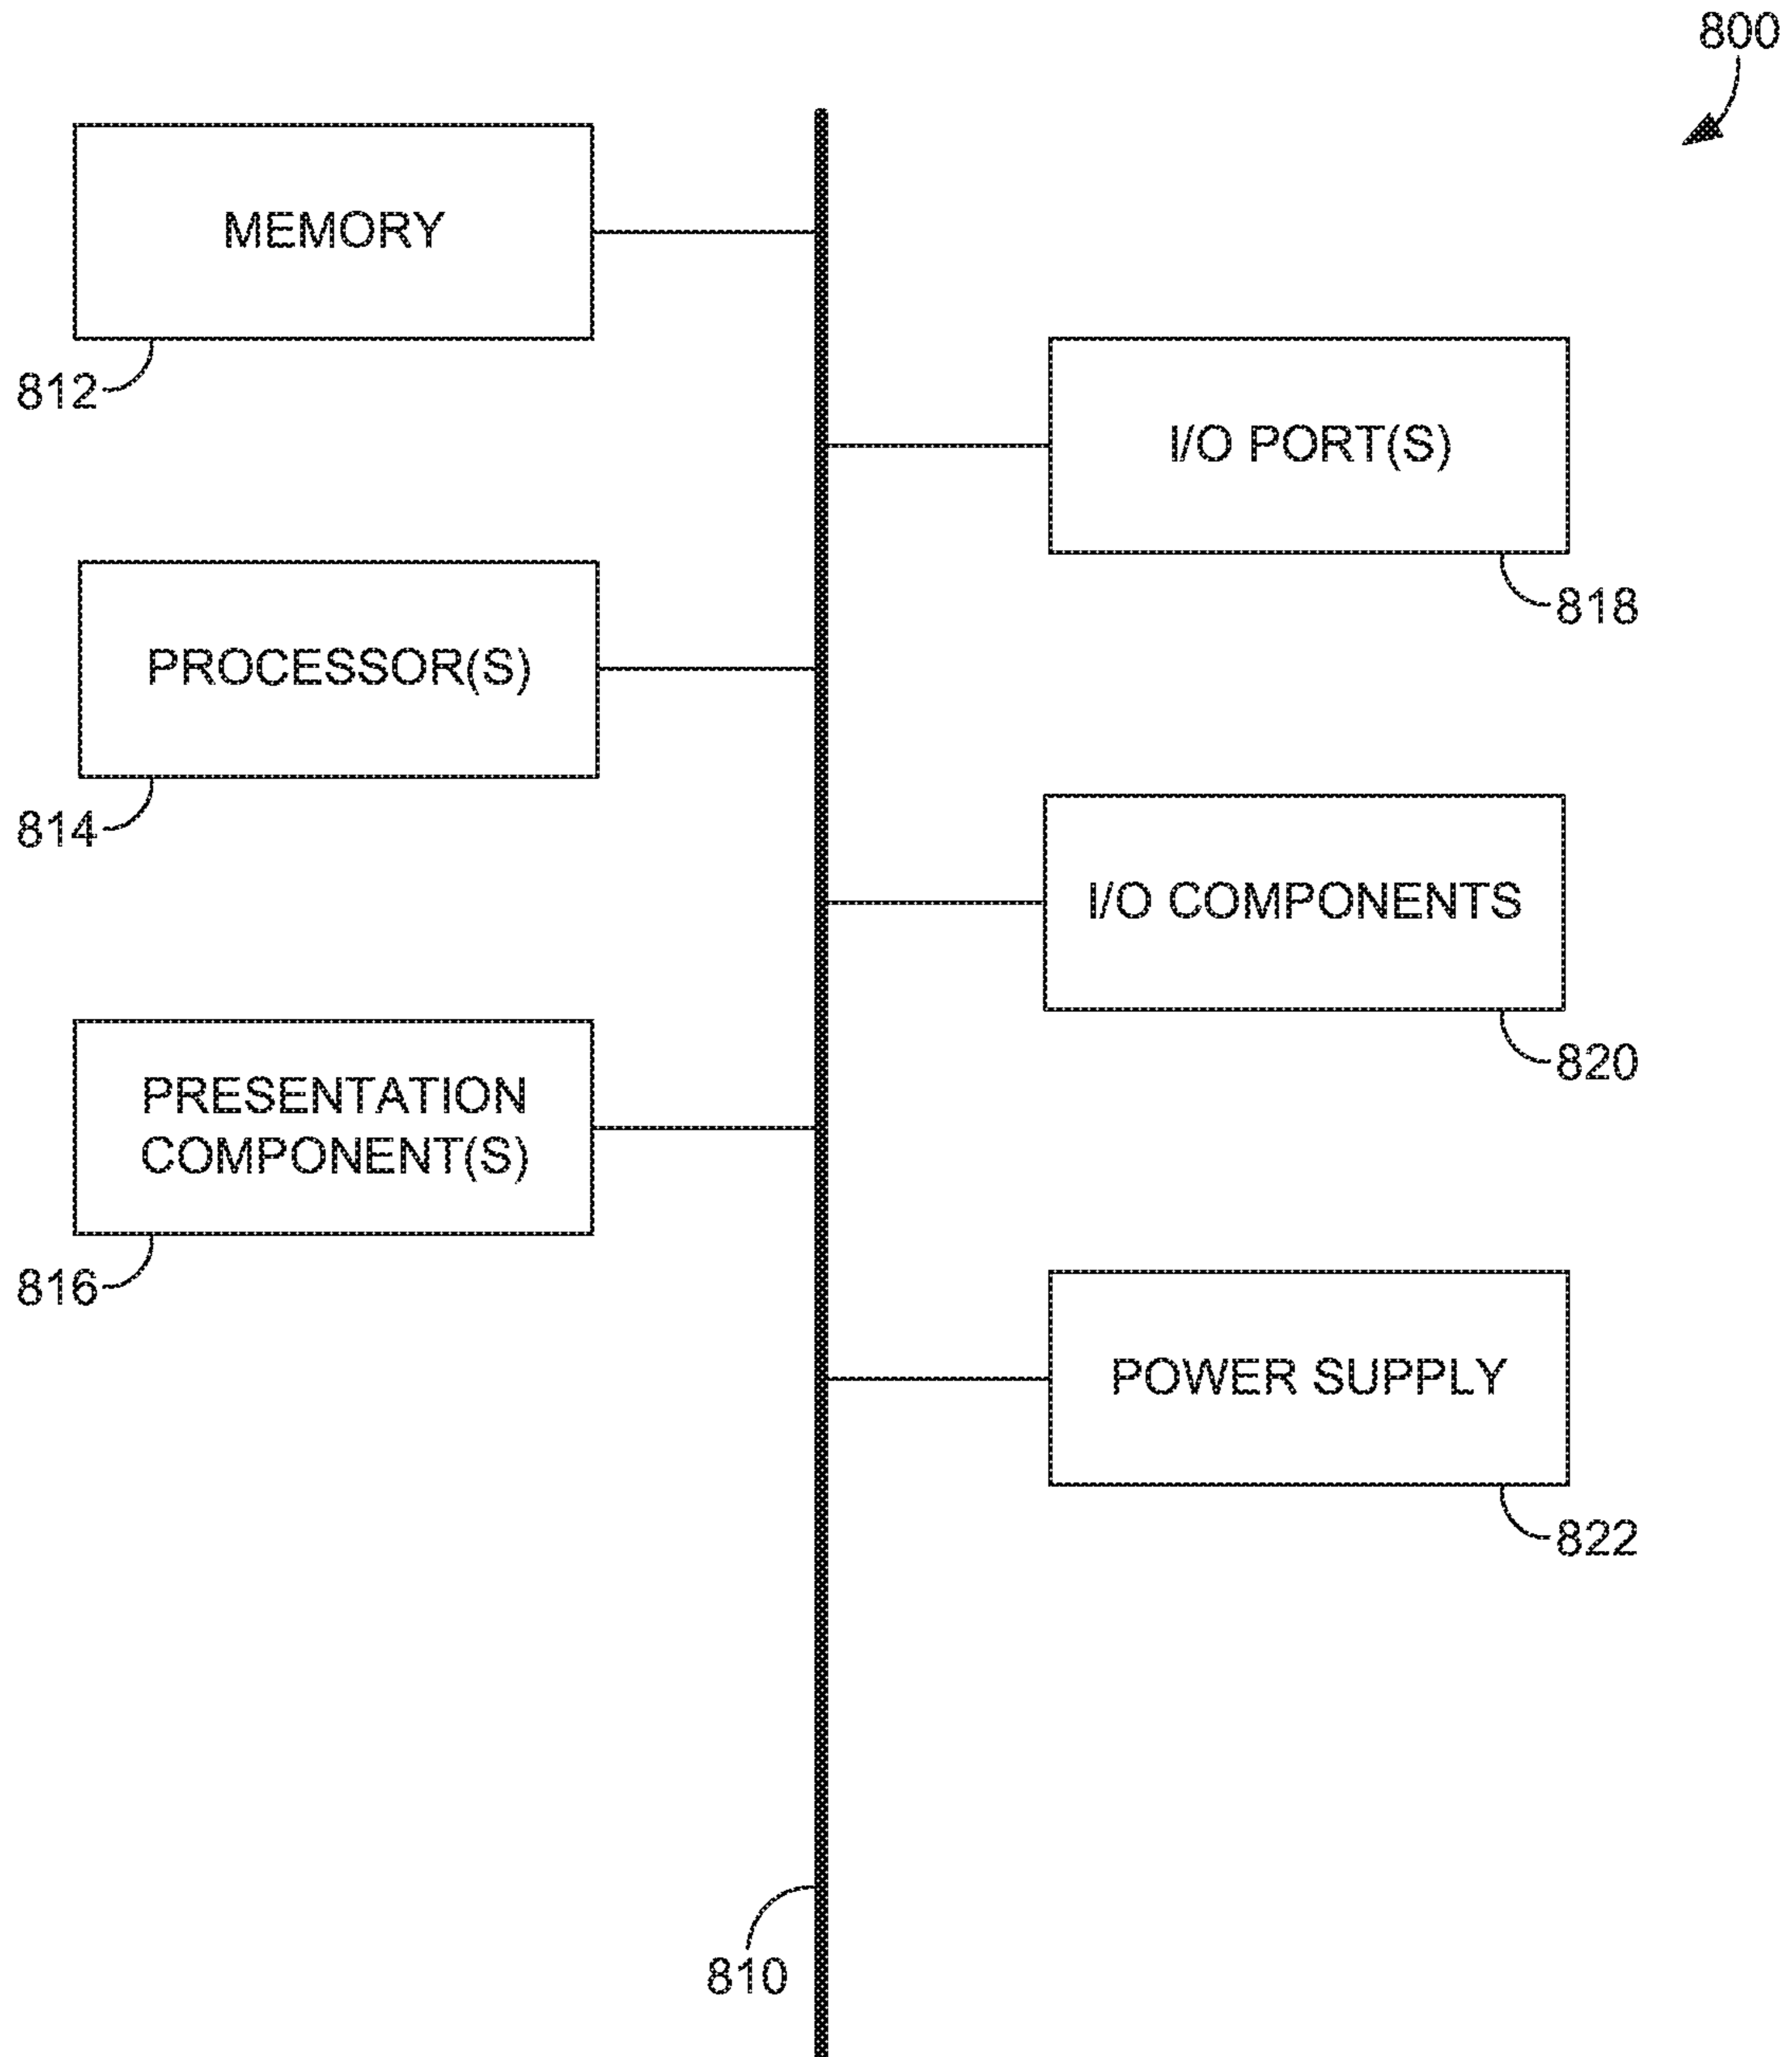 800
MEMORY
812
I/O PORT(S)
818
PROCESSOR(S)
814
I/O COMPONENTS
820
PRESENTATION
COMPONENT(S)
816
POWER SUPPLY
822
810